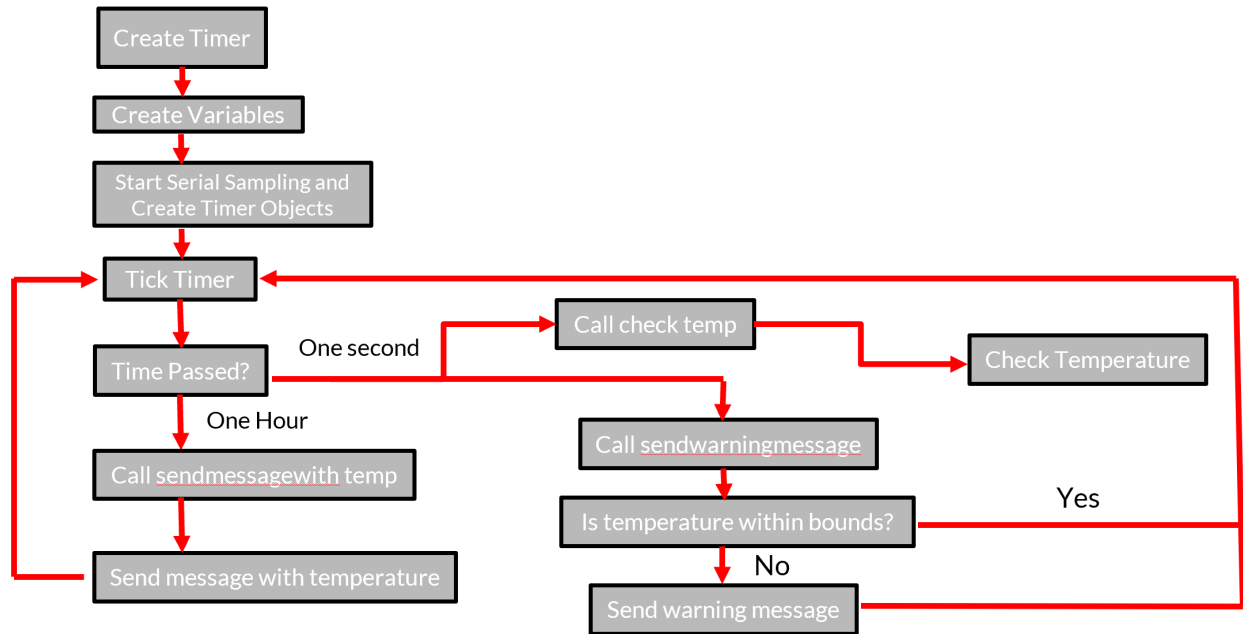 Create Timer
Create Variables
Start Serial Sampling and
Create Timer Objects
Tick Timer
Call check temp
One second
Time Passed?
Check Temperature
One Hour
Call sendwarningmessage
Call sendmessagewith temp
Yes
Is temperature within bounds?
No
Send message with temperature
Send warning message